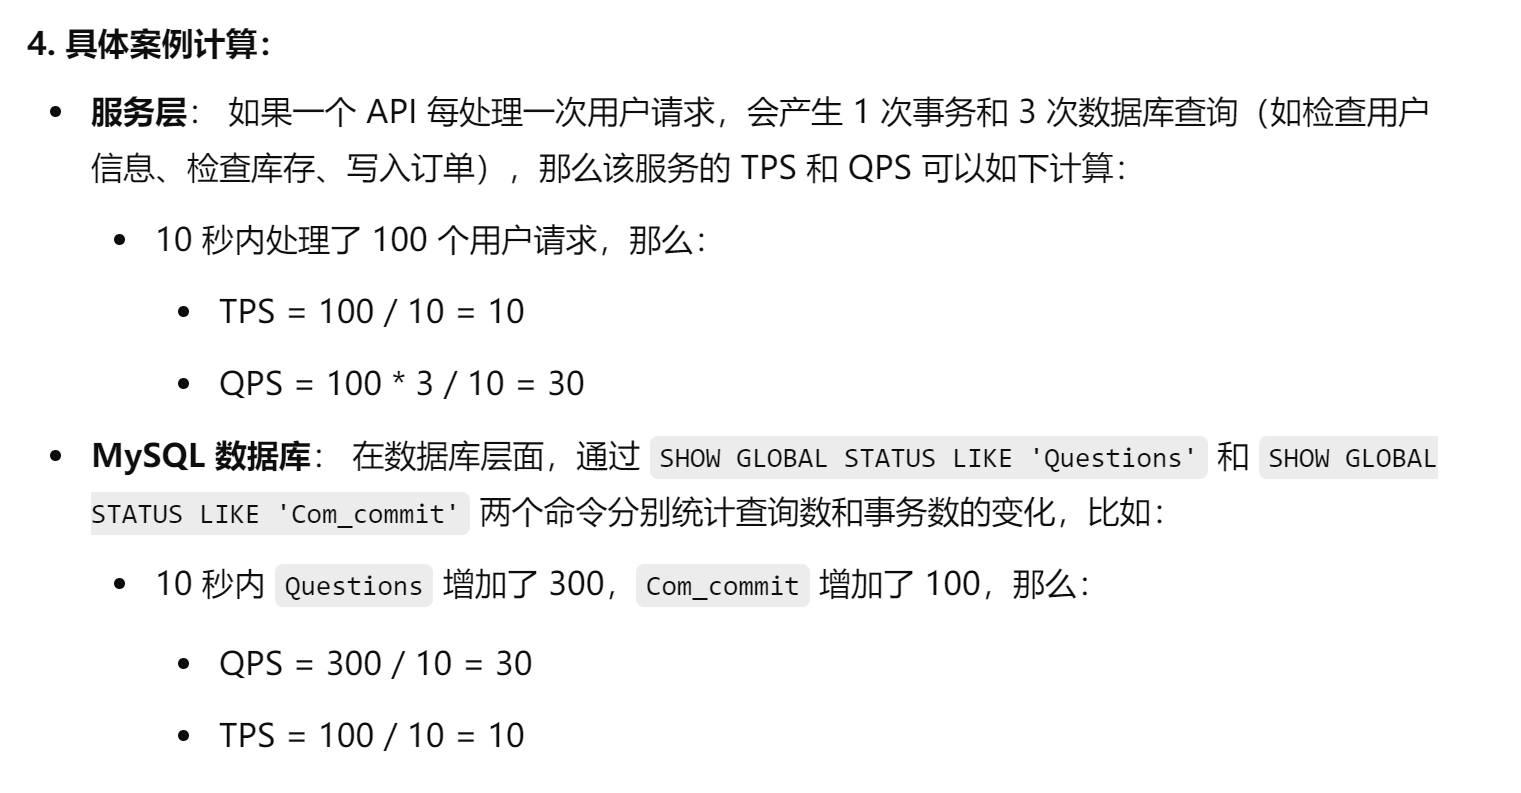 4. 具体案例计算：
服务层： 如果一个 API 每处理一次用户请求，会产生 1 次事务和 3 次数据库查询（如检查用户
信息、检查库存、写入订单），那么该服务的 TPS 和 QPS 可以如下计算：
10 秒内处理了 100 个用户请求，那么：
TPS = 100 / 10 = 10
QPS = 100 * 3 / 10 = 30
MySQL 数据库： 在数据库层面，通过 SHOW GLOBAL STATUS LIKE 'Questions' 和 SHOW GLOBAL
STATUS LIKE 'Com_commit' 两个命令分别统计查询数和事务数的变化，比如：
10 秒内 Questions 增加了 300，Com_commit 增加了 100，那么：
QPS = 300 / 10 = 30
TPS = 100 / 10 = 10